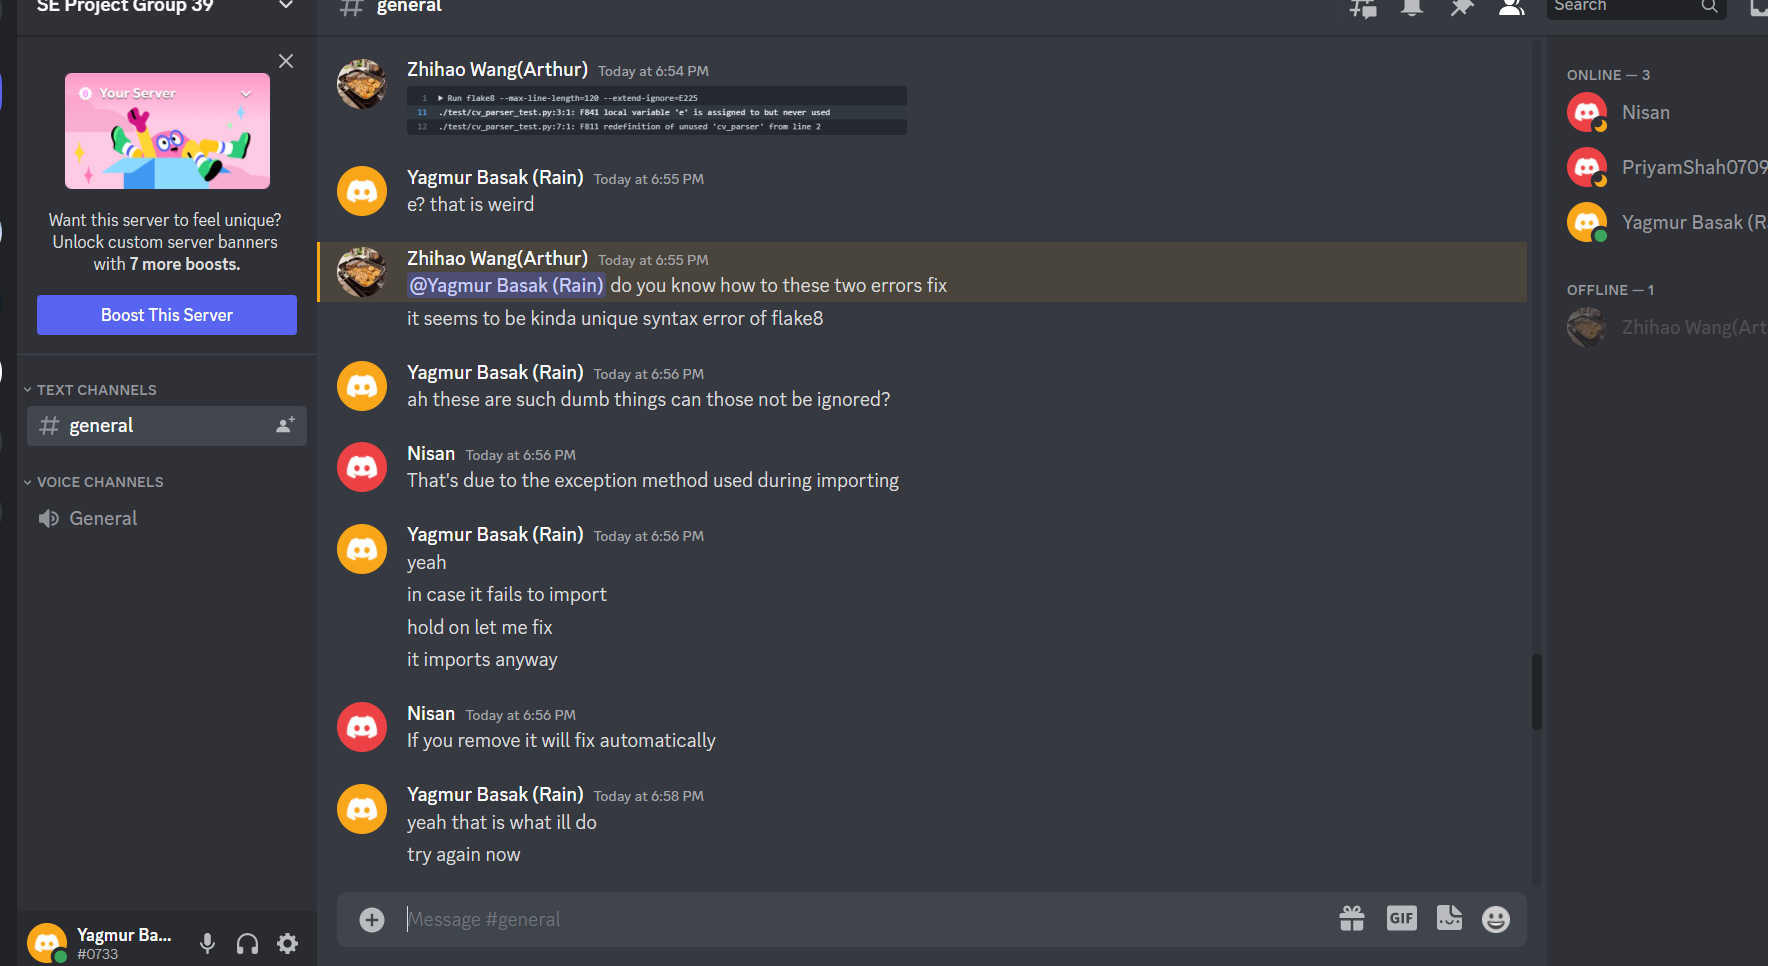 SE Project Group 39
general
Search
Your Server
Want this server to feel unique?
Unlock custom server banners
with 7 more boosts.
Boost This Server
TEXT CHANNELS
general
VOICE CHANNELS
General
Yagmur Ba...
#0733
Zhihao Wang(Arthur) Today at 6:54 PM
1 ▶ Run flake8 --max-line-length=120 --extend-ignore=E225
11 ./test/cv_parser_test.py:3:1: F841 local variable 'e' is assigned to but never used
12 ./test/cv_parser_test.py:7:1: F811 redefinition of unused 'cv_parser' from line 2
Yagmur Basak (Rain) Today at 6:55 PM
e? that is weird
Zhihao Wang(Arthur) Today at 6:55 PM
@Yagmur Basak (Rain) do you know how to these two errors fix
it seems to be kinda unique syntax error of flake8
Yagmur Basak (Rain) Today at 6:56 PM
ah these are such dumb things can those not be ignored?
Nisan Today at 6:56 PM
That's due to the exception method used during importing
Yagmur Basak (Rain) Today at 6:56 PM
yeah
in case it fails to import
hold on let me fix
it imports anyway
Nisan Today at 6:56 PM
If you remove it will fix automatically
Yagmur Basak (Rain) Today at 6:58 PM
yeah that is what ill do
try again now
Message #general
GIF
ONLINE — 3
Nisan
PriyamShah0709
Yagmur Basak (R
OFFLINE — 1
Zhihao Wang(Art